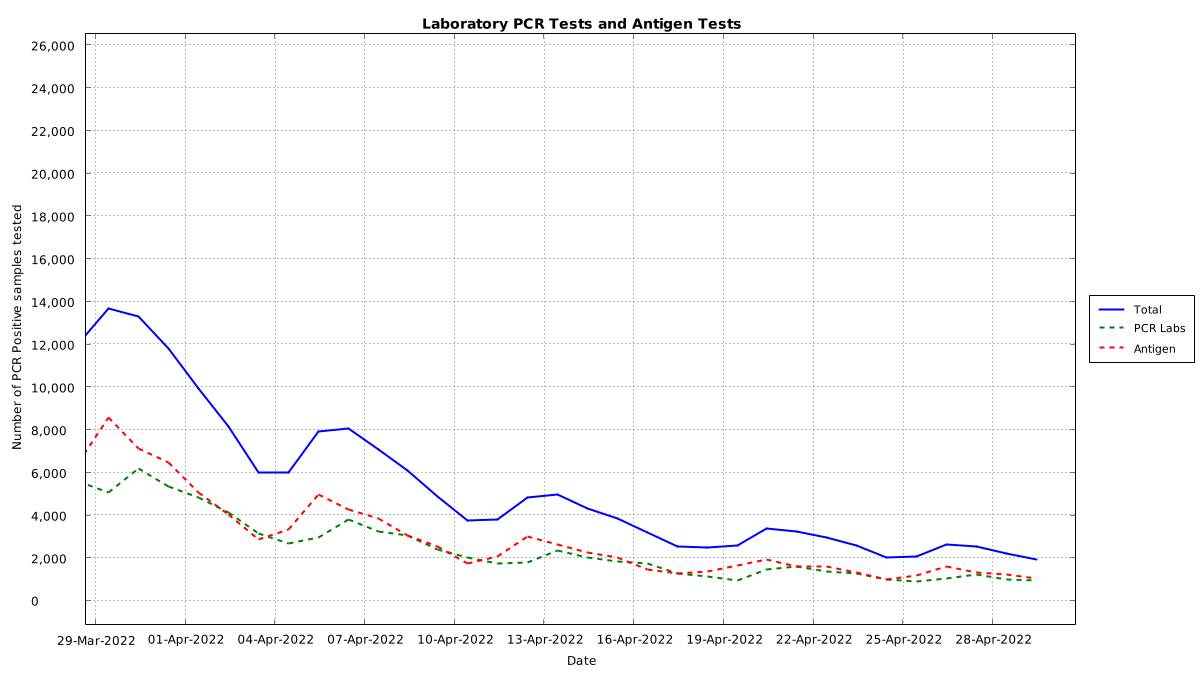 Laboratory PCR Tests and Antigen Tests
26,000
24,000
22,000
20,000
18,000
16,000
14,000
12,000
10,000
8,000
6,000
4,000
2,000
0
Number of PCR Positive samples tested
29-Mar-2022 01-Apr-2022 04-Apr-2022 07-Apr-2022 10-Apr-2022 13-Apr-2022 16-Apr-2022 19-Apr-2022 22-Apr-2022 25-Apr-2022 28-Apr-2022
Date
Total
PCR Labs
Antigen